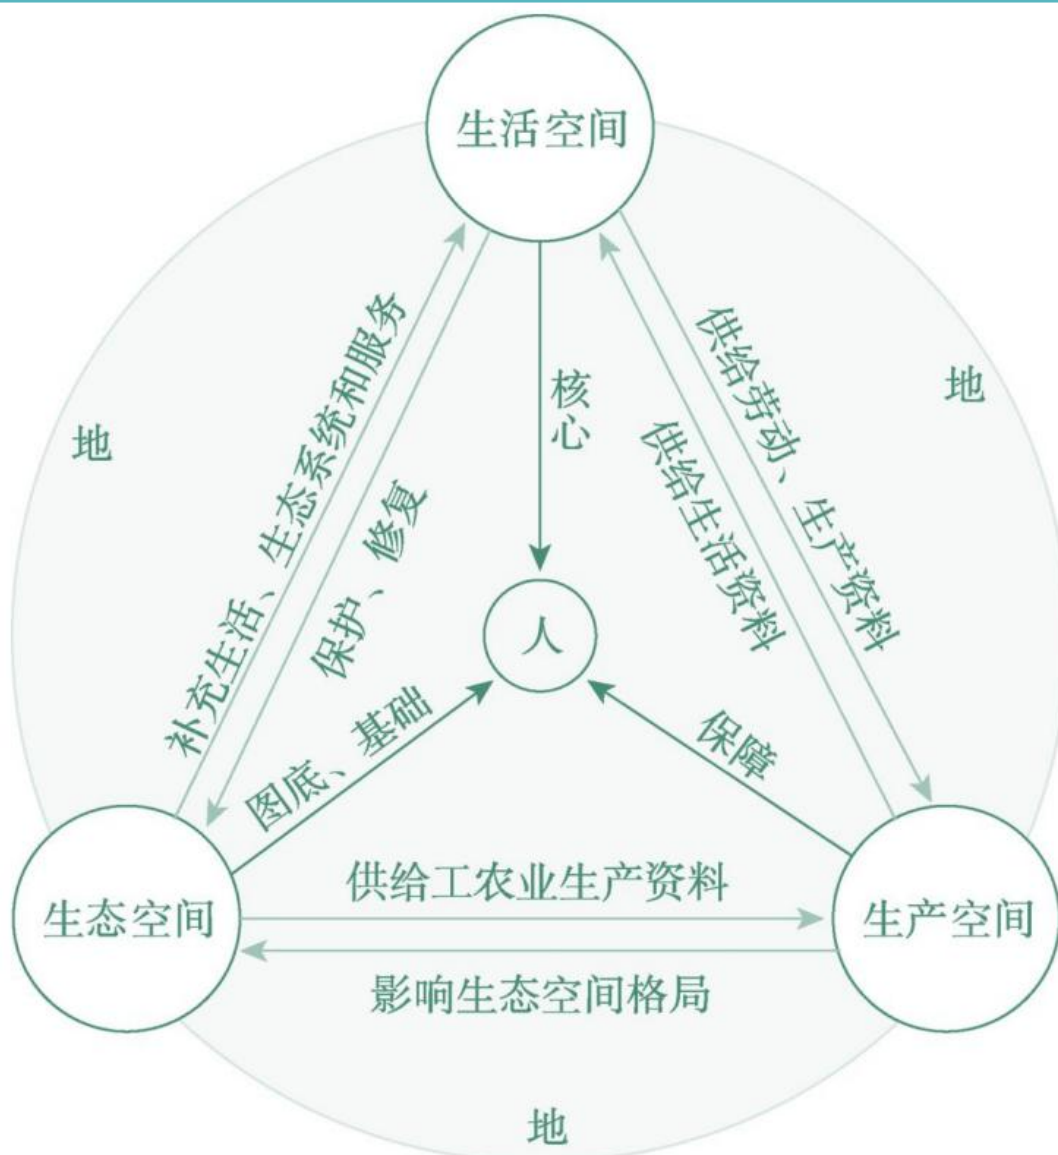 生活空间
地
地
补充生活、生态系统和服务
保护、修复
核心
供给生活资料
供给劳动、生产资料
人
图底、基础
保障
生态空间
供给工农业生产资料
影响生态空间格局
生产空间
地